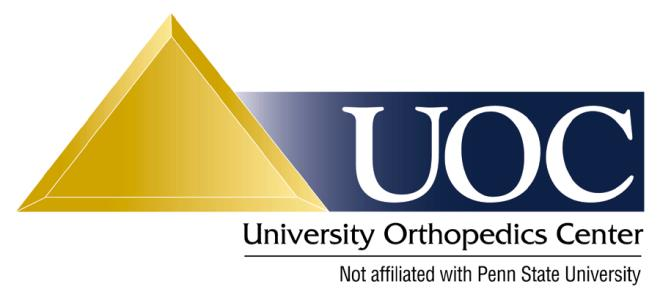 UOC
University Orthopedics Center
Not affiliated with Penn State University